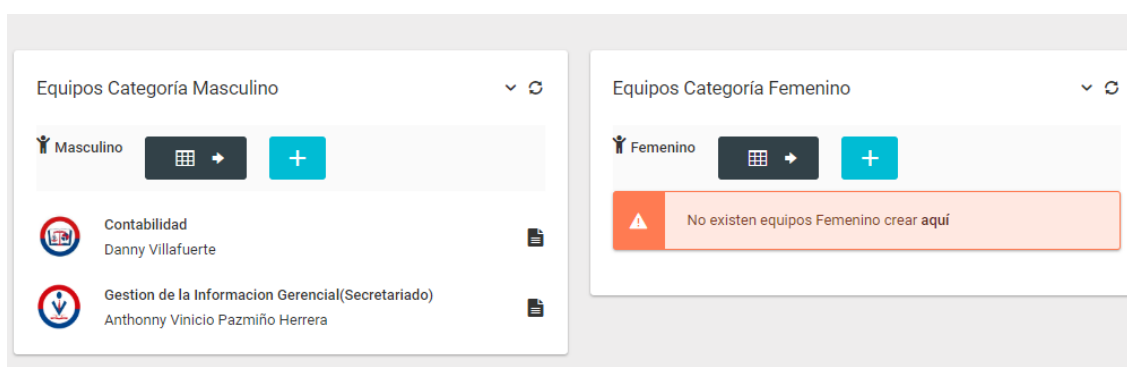 Equipos Categoría Masculino
Masculino
Contabilidad
Danny Villafuerte
Gestion de la Informacion Gerencial(Secretariado)
Anthonny Vinicio Pazmiño Herrera
Equipos Categoría Femenino
Femenino
No existen equipos Femenino crear aquí